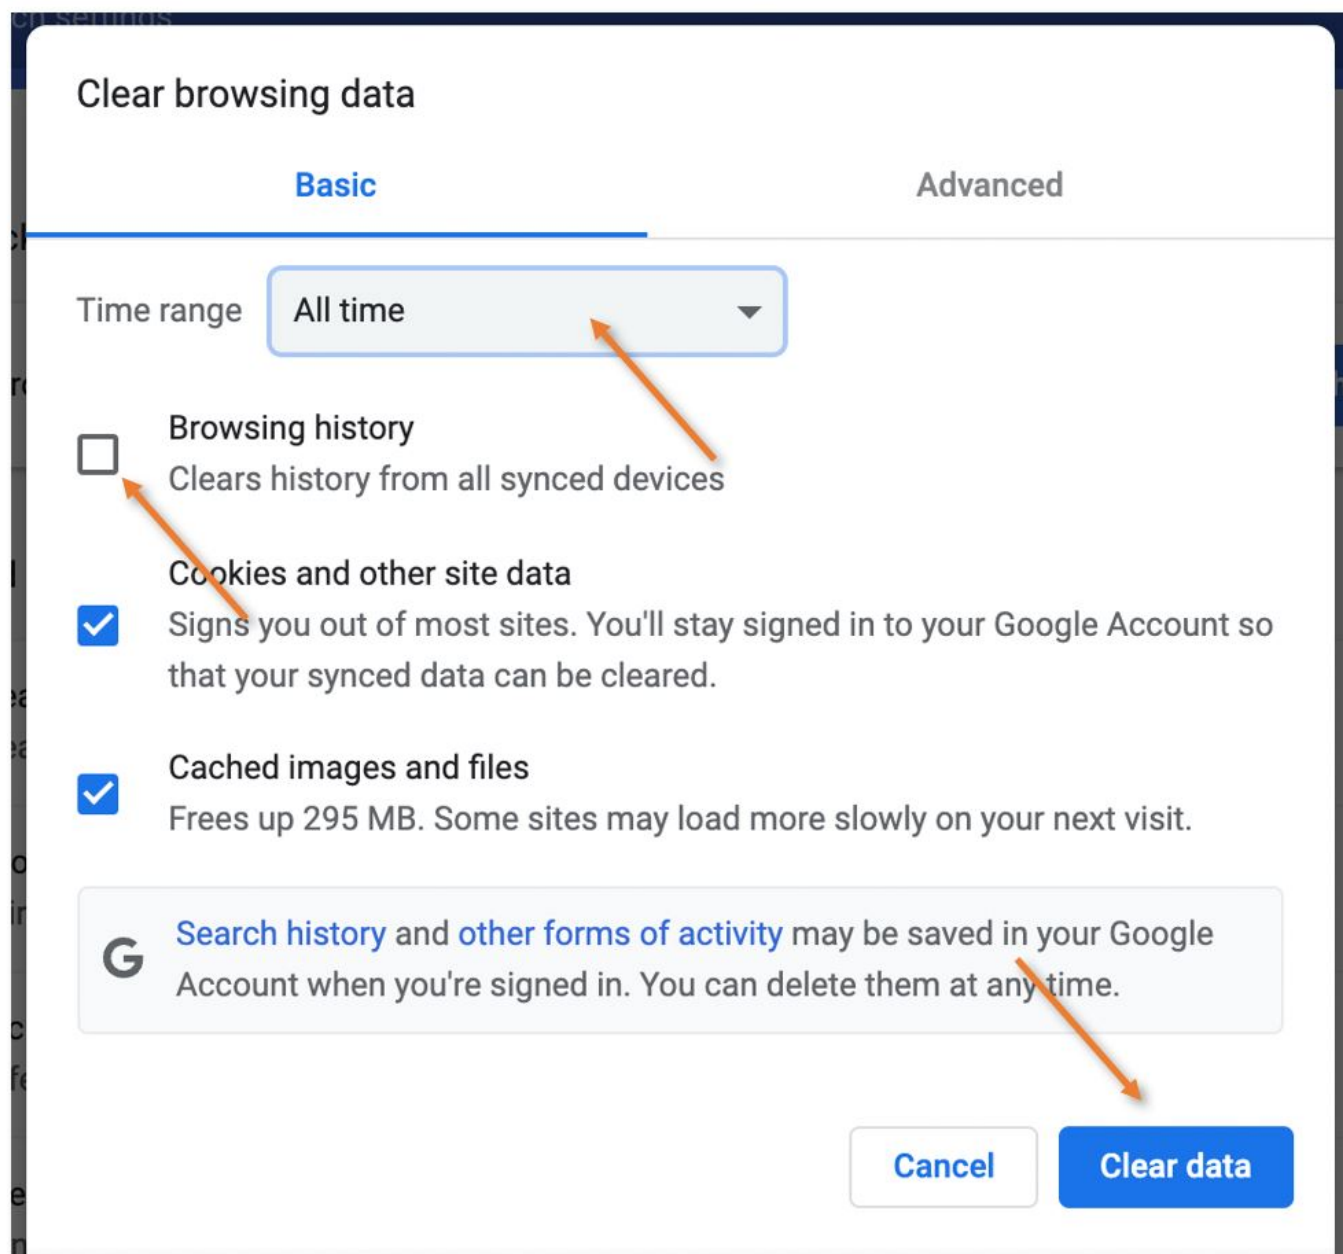 ch settings
Clear browsing data
Basic
Advanced
Time range
All time
Browsing history
Clears history from all synced devices
Cookies and other site data
Signs you out of most sites. You'll stay signed in to your Google Account so
that your synced data can be cleared.
Cached images and files
Frees up 295 MB. Some sites may load more slowly on your next visit.
G
Search history and other forms of activity may be saved in your Google
Account when you're signed in. You can delete them at any time.
Cancel
Clear data